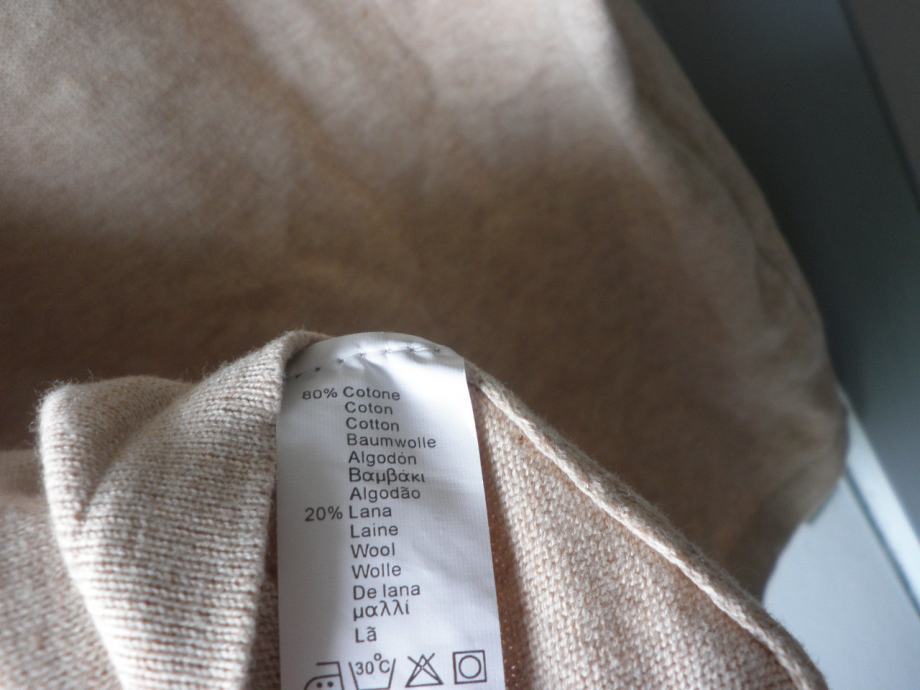 80% Cotone
Coton
Cotton
Baumwolle
Algodón
Βαμβάκι
Algodão
20% Lana
Laine
Wool
Wolle
De lana
μαλλί
Lã
30°C